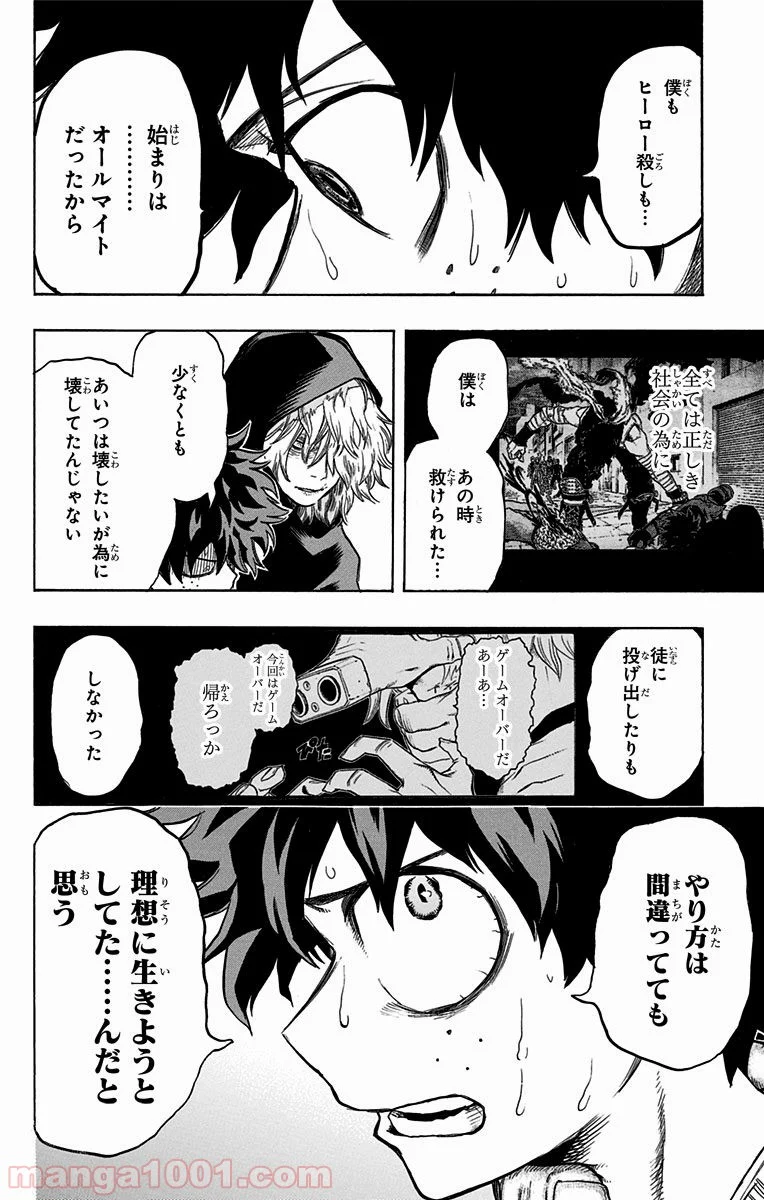 僕も
ヒーロー殺しも…
始まりは
…………
オールマイト
だったから
全ては正しき
社会の為に
僕は
あの時
救けられた…
少なくとも
あいつは壊したいが為に
壊してたんじゃない
徒に
投げ出したりも
ゲームオーバーだ
あーあ…
今回はゲーム
オーバーだ
帰ろっか
ピタ
しなかった
やり方は
間違ってても
理想に生きようと
してた……んだと
思う
manga1001.com